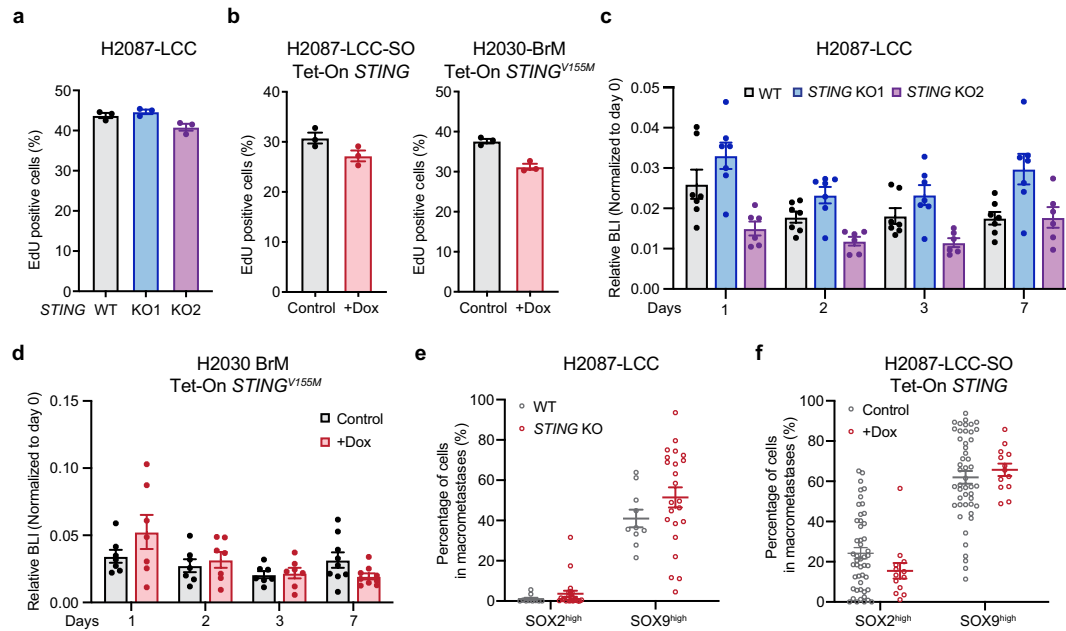 a
H2087-LCC
EdU positive cells (%)
50
40
30
20
10
0
STING WT KO1 KO2
b
H2087-LCC-SO
Tet-On STING
EdU positive cells (%)
40
30
20
10
0
Control +Dox
H2030-BrM
Tet-On STINGV155M
EdU positive cells (%)
50
40
30
20
10
0
Control +Dox
c
H2087-LCC
WT STING KO1 STING KO2
Relative BLI (Normalized to day 0)
0.05
0.04
0.03
0.02
0.01
0
Days 1 2 3 7
d
H2030 BrM
Tet-On STINGV155M
Control
+Dox
Relative BLI (Normalized to day 0)
0.15
0.10
0.05
0.00
Days 1 2 3 7
e
H2087-LCC
WT
STING KO
Percentage of cells
in macrometastases (%)
100
80
60
40
20
0
SOX2high SOX9high
f
H2087-LCC-SO
Tet-On STING
Control
+Dox
Percentage of cells
in macrometastases (%)
100
80
60
40
20
0
SOX2high SOX9high